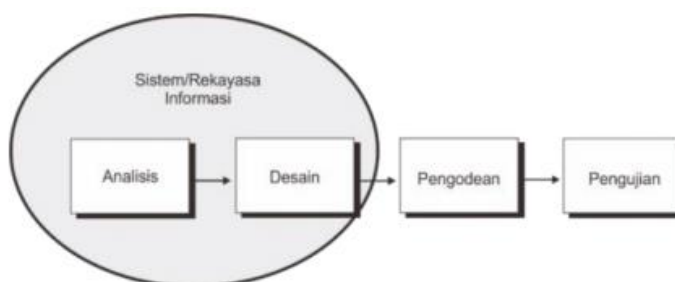 Sistem/Rekayasa
Informasi
Analisis
Desain
Pengodean
Pengujian